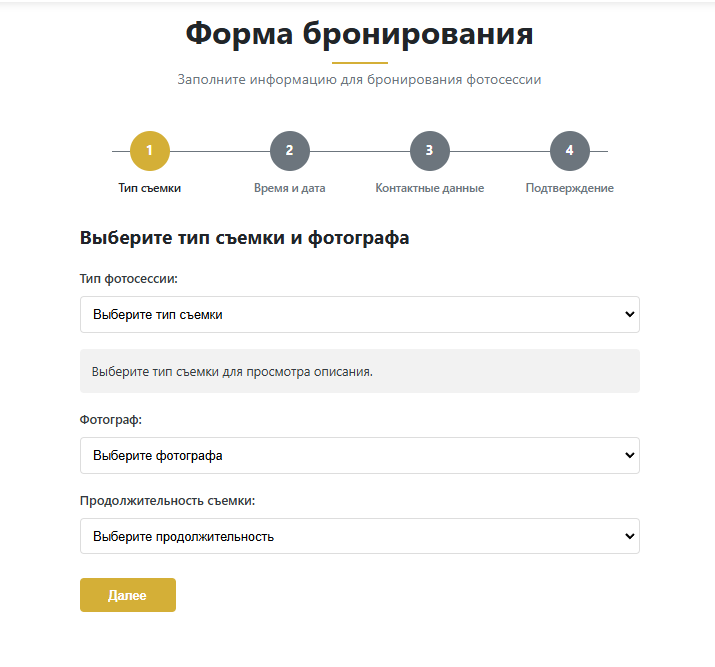 Форма бронирования
Заполните информацию для бронирования фотосессии
1 2 3 4
Тип съемки Время и дата Контактные данные Подтверждение
Выберите тип съемки и фотографа
Тип фотосессии:
Выберите тип съемки
Выберите тип съемки для просмотра описания.
Фотограф:
Выберите фотографа
Продолжительность съемки:
Выберите продолжительность
Далее